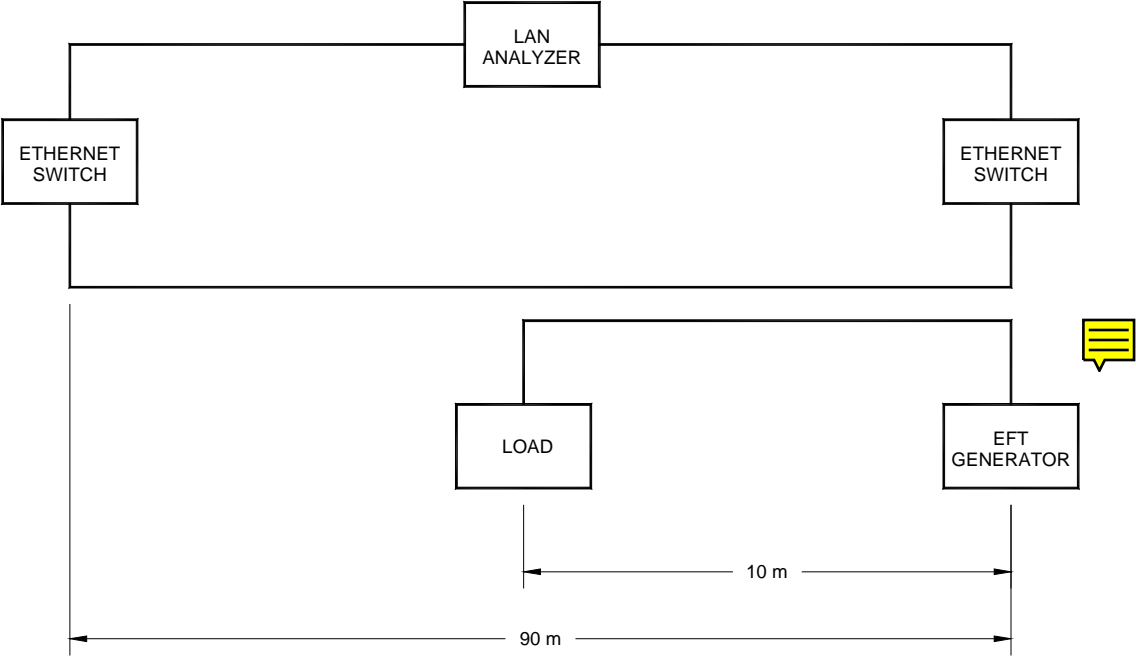 LAN
ANALYZER
ETHERNET
SWITCH
ETHERNET
SWITCH
LOAD
EFT
GENERATOR
10 m
90 m